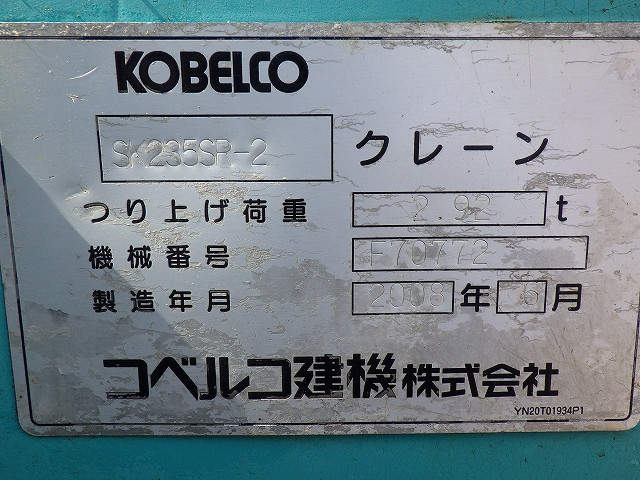 KOBELCO
SK235SR-2 クレーン
つり上げ荷重 2.92 t
機械番号
製造年月 2008 年 6 月
コベルコ建機株式会社
YN20T01934P1